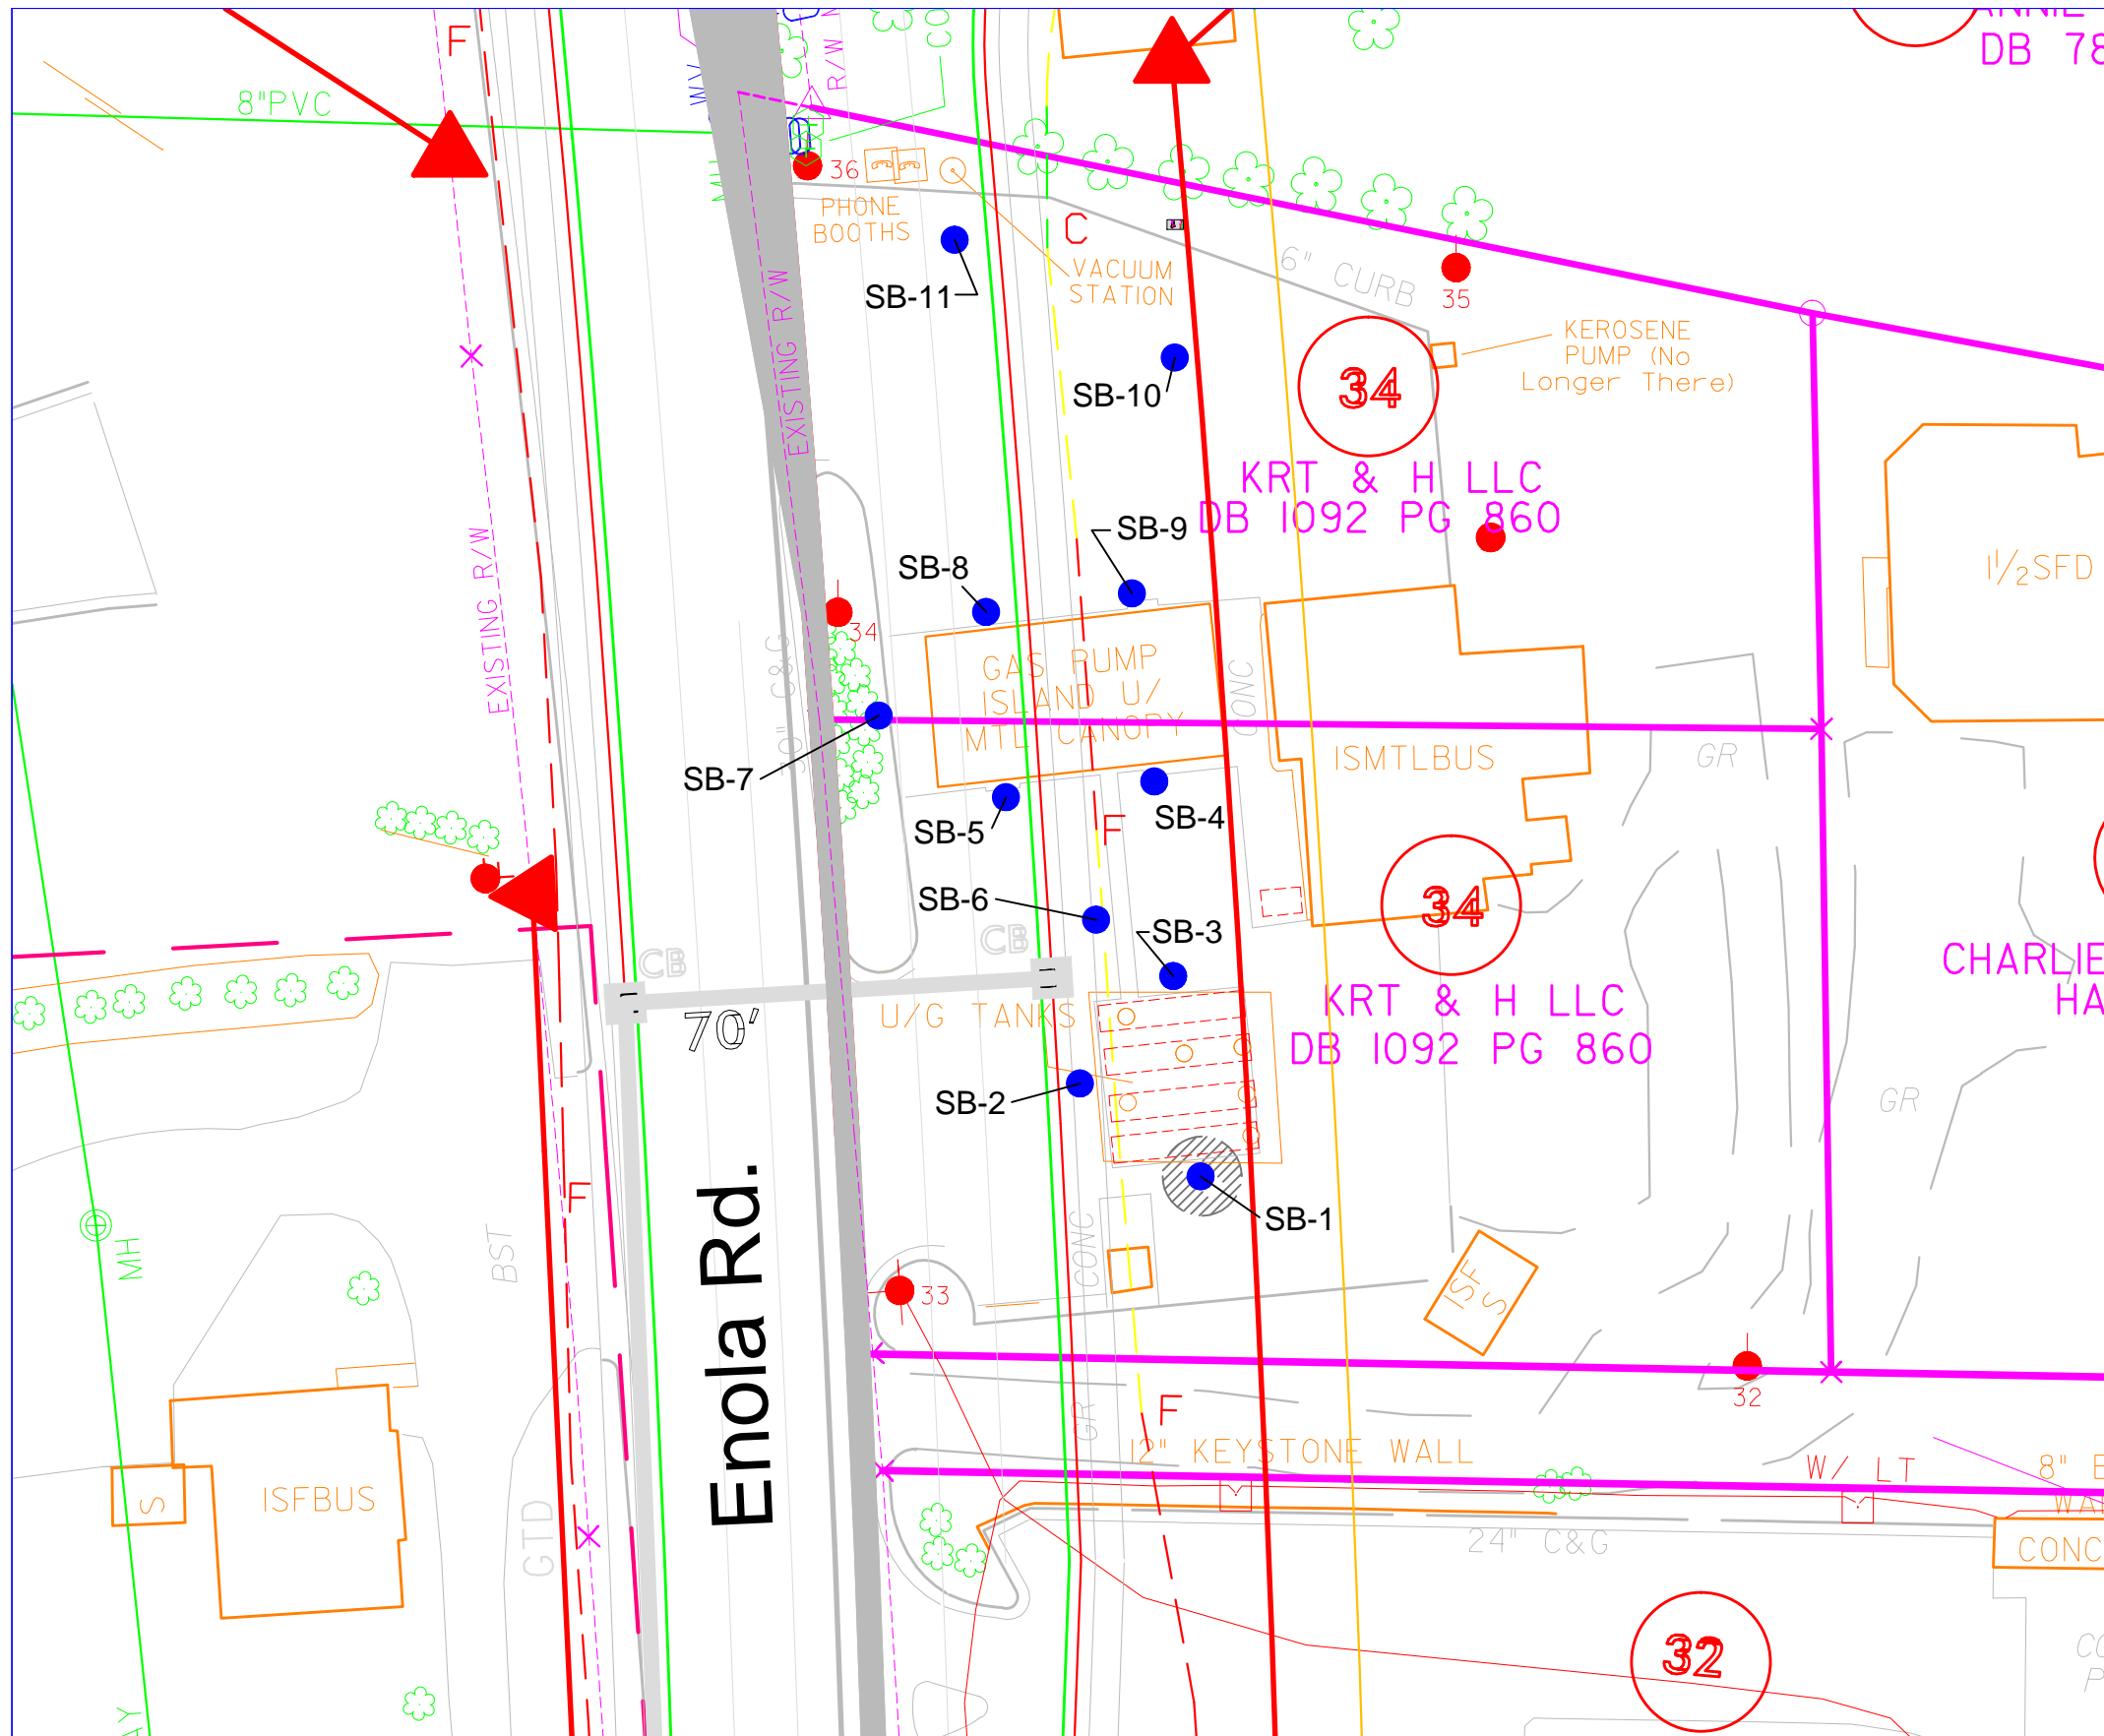 F
8"PVC
R/W
DB 78
36
PHONE
BOOTHS
C
VACUUM
STATION
SB-11
6" CURB
35
KEROSENE
PUMP (No
Longer There)
EXISTING R/W
SB-10
34
KRT & H LLC
DB 1092 PG 860
SB-9
SB-8
EXISTING R/W
34
1 1/2SFD
GAS PUMP
ISLAND U/
MTL CANOPY
CONC
30" C&G
ISMTLBUS
GR
SB-7
SB-4
SB-5
F
SB-6
34
SB-3
CB
CB
CHARLIE
HA
KRT & H LLC
DB 1092 PG 860
U/G TANKS
70'
SB-2
GR
F
SB-1
MH
BST
CONC
Enola Rd.
33
ISF
S
32
F
GR
12" KEYSTONE WALL
W/ LT
8"
ISFBUS
S
GTD
24" C&G
CONC
32